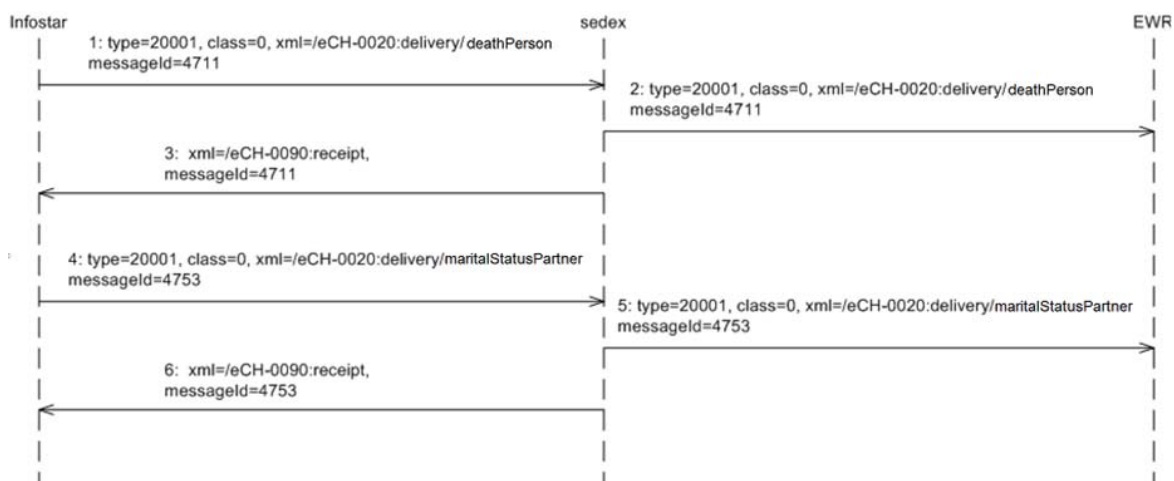 Infostar
sedex
EWR
1: type=20001, class=0, xml=/eCH-0020:delivery/deathPerson
messageId=4711
2: type=20001, class=0, xml=/eCH-0020:delivery/deathPerson
messageId=4711
3: xml=/eCH-0090:receipt,
messageId=4711
4: type=20001, class=0, xml=/eCH-0020:delivery/maritalStatusPartner
messageId=4753
5: type=20001, class=0, xml=/eCH-0020:delivery/maritalStatusPartner
messageId=4753
6: xml=/eCH-0090:receipt,
messageId=4753